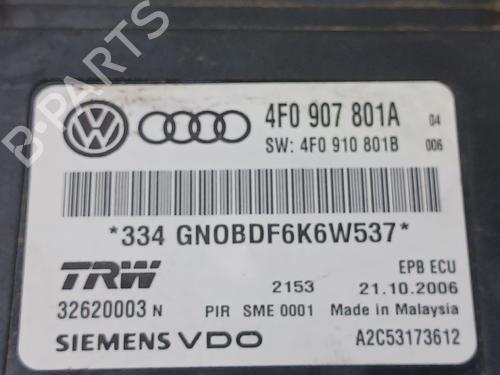 4F0 907 801A 04
SW: 4F0 910 801B 006
*334 GN0BDF6K6W537*
TRW
EPB ECU
2153 21.10.2006
32620003 N PIR SME 0001 Made in Malaysia
SIEMENS VDO A2C53173612
B-PARTS